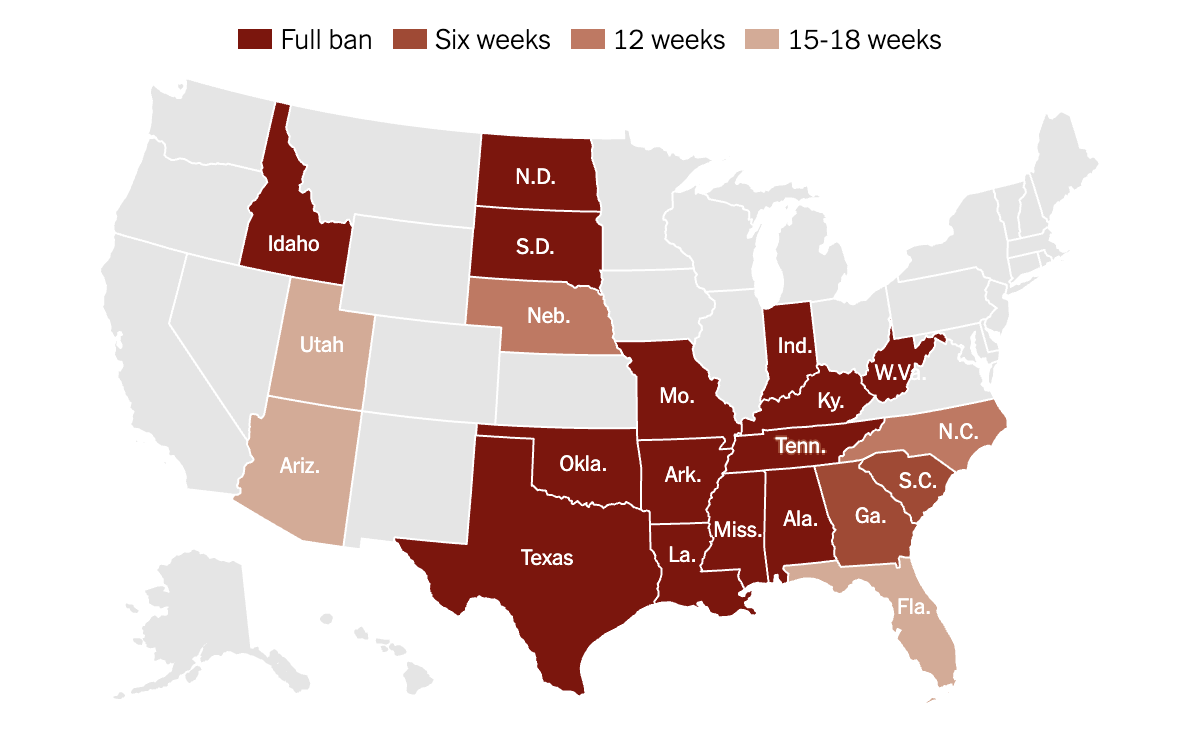 Full ban Six weeks 12 weeks 15-18 weeks
N.D.
Idaho
S.D.
Neb.
Utah
Ind.
W.Va.
Mo.
Ky.
N.C.
Tenn.
Ariz.
Okla.
Ark.
S.C.
Ga.
Ala.
Miss.
La.
Texas
Fla.